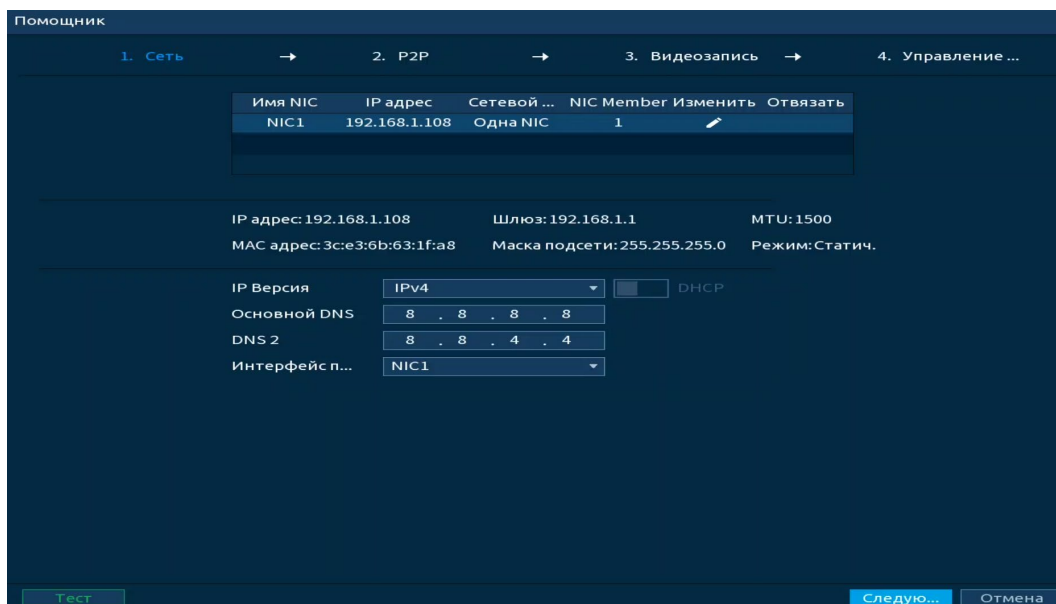 Помощник
1. Сеть → 2. P2P → 3. Видеозапись → 4. Управление ...
Имя NIC IP адрес Сетевой ... NIC Member Изменить Отвязать
NIC1 192.168.1.108 Одна NIC 1
IP адрес:192.168.1.108 Шлюз:192.168.1.1 MTU:1500
MAC адрес:3c:e3:6b:63:1f:a8 Маска подсети:255.255.255.0 Режим:Статич.
IP Версия IPv4 DHCP
Основной DNS 8 . 8 . 8 . 8
DNS 2 8 . 8 . 4 . 4
Интерфейс п... NIC1
Тест Следую... Отмена